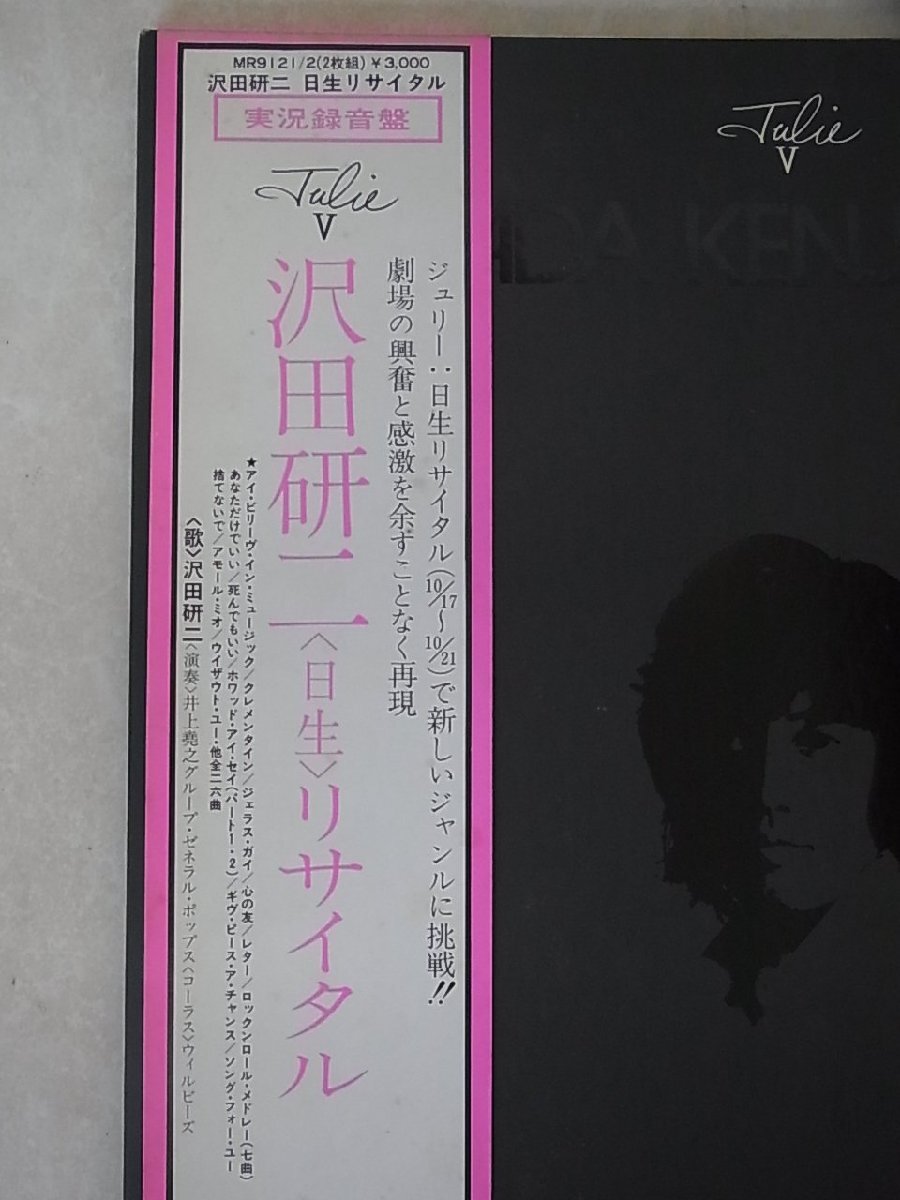 MR9121/2(2枚組) ¥3,000
沢田研二 日生リサイタル
実況録音盤
Julie
V
ジュリー:日生リサイタル(10/17〜10/21)で新しいジャンルに挑戦!!
劇場の興奮と感激を余すことなく再現
沢田研二〈日生〉リサイタル
★アイ・ビリーヴ・イン・ミュージック/クレメンタイン/ジェラス・ガイ/心の友/レター/ロックンロール・メドレー(七曲)
あなただけでいい/死んでもいい/ホワッド・アイ・セイ(パート1・2)/ギヴ・ピース・ア・チャンス/ソング・フォー・ユー
捨てないで/アモール・ミオ/ウイザウト・ユー・他全二六曲
〈歌〉沢田研二〈演奏〉井上堯之グループ・ゼネラル・ポップス〈コーラス〉ウィルビーズ
Julie
V
DA KEN